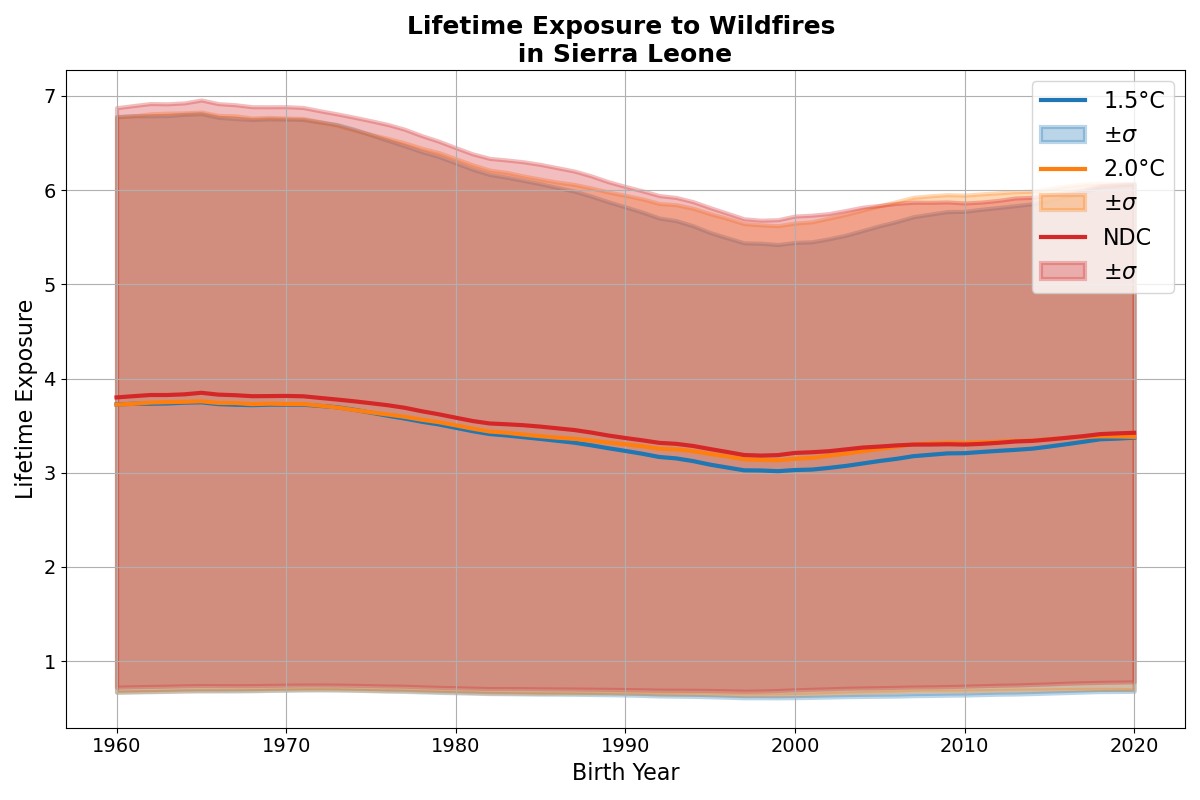 Lifetime Exposure to Wildfires
in Sierra Leone
7
6
5
4
3
2
1
Lifetime Exposure
1.5°C
±σ
2.0°C
±σ
NDC
±σ
1960
1970
1980
1990
2000
2010
2020
Birth Year